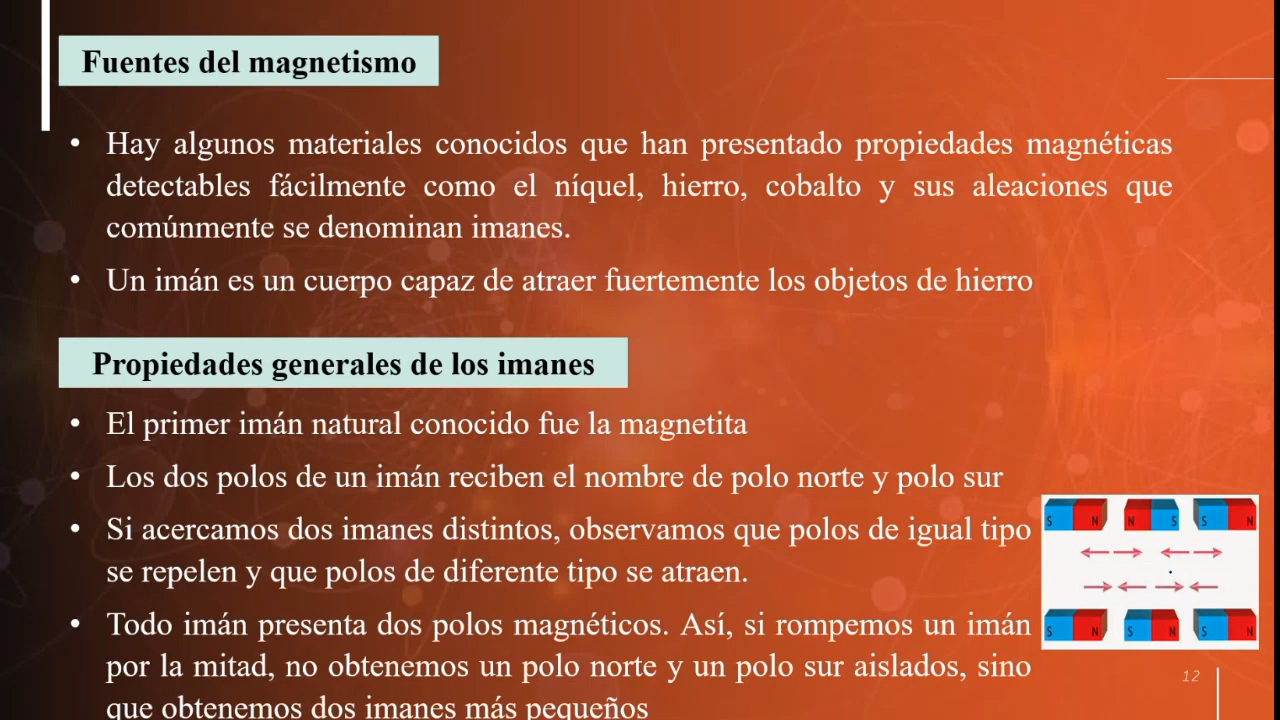 Fuentes del magnetismo
• Hay algunos materiales conocidos que han presentado propiedades magnéticas
detectables fácilmente como el níquel, hierro, cobalto y sus aleaciones que
comúnmente se denominan imanes.
• Un imán es un cuerpo capaz de atraer fuertemente los objetos de hierro
Propiedades generales de los imanes
• El primer imán natural conocido fue la magnetita
• Los dos polos de un imán reciben el nombre de polo norte y polo sur
• Si acercamos dos imanes distintos, observamos que polos de igual tipo
se repelen y que polos de diferente tipo se atraen.
• Todo imán presenta dos polos magnéticos. Así, si rompemos un imán
por la mitad, no obtenemos un polo norte y un polo sur aislados, sino
que obtenemos dos imanes más pequeños
S N N S S N
S N S N S N
12